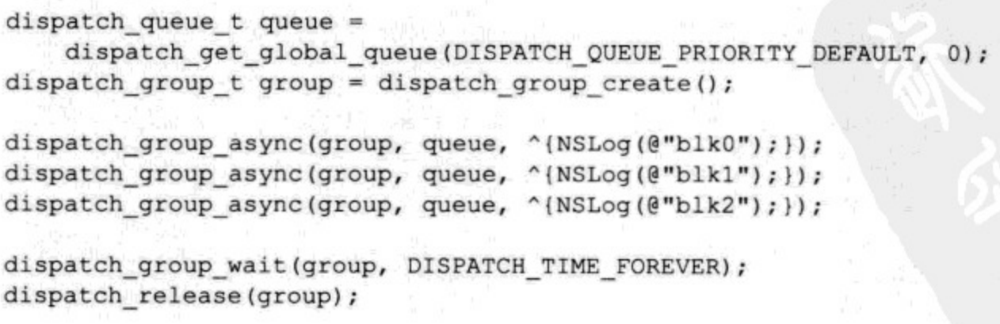 dispatch_queue_t queue =
    dispatch_get_global_queue(DISPATCH_QUEUE_PRIORITY_DEFAULT, 0);
dispatch_group_t group = dispatch_group_create();

dispatch_group_async(group, queue, ^{NSLog(@"blk0");});
dispatch_group_async(group, queue, ^{NSLog(@"blk1");});
dispatch_group_async(group, queue, ^{NSLog(@"blk2");});

dispatch_group_wait(group, DISPATCH_TIME_FOREVER);
dispatch_release(group);